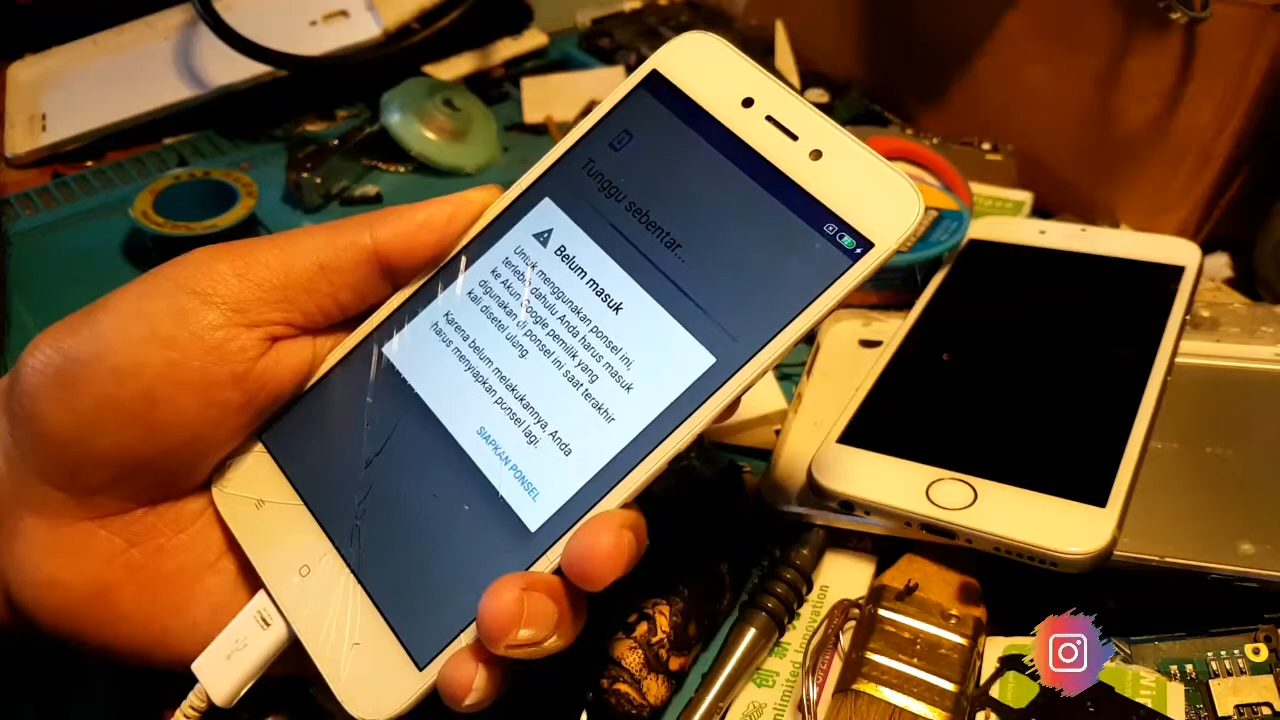 Tunggu sebentar...
Belum masuk
Untuk menggunakan ponsel ini,
terlebih dahulu Anda harus masuk
ke Akun Google pemilik yang
digunakan di ponsel ini saat terakhir
kali disetel ulang.
Karena belum melakukannya, Anda
harus menyiapkan ponsel lagi.
SIAPKAN PONSEL
Unlimited Innovation